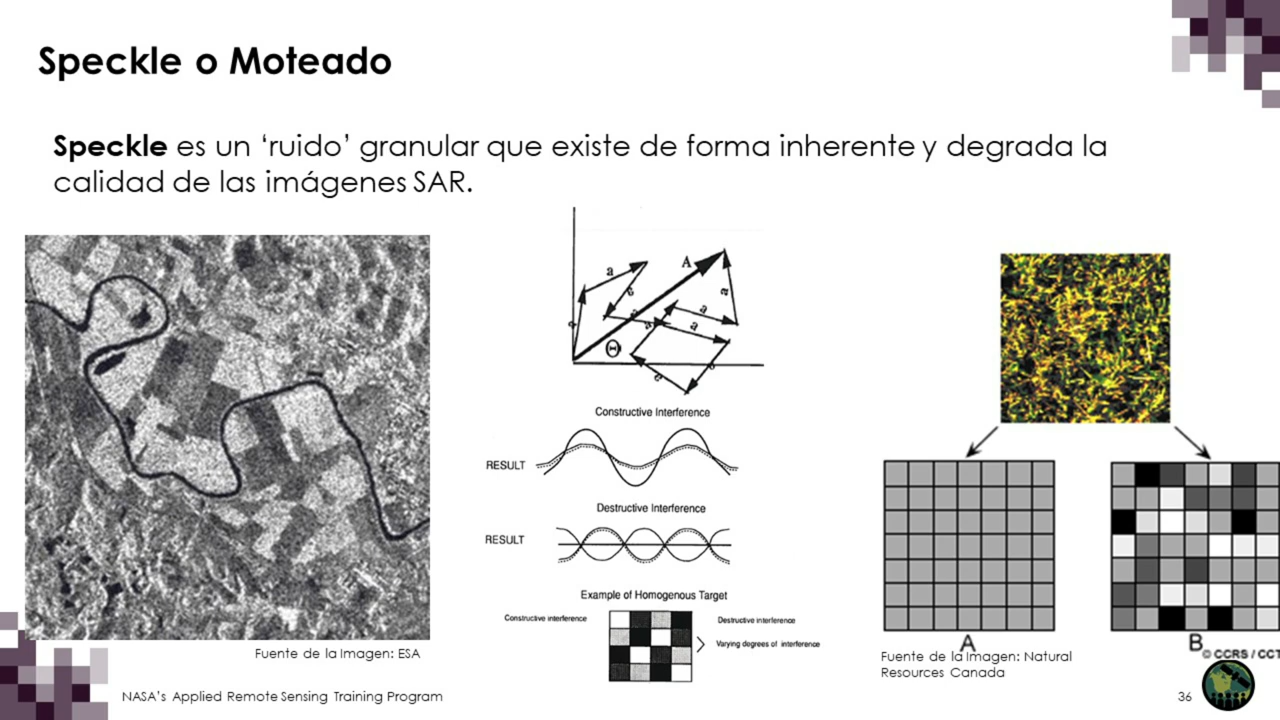 Speckle o Moteado
Speckle es un ‘ruido’ granular que existe de forma inherente y degrada la
calidad de las imágenes SAR.
A
a
a
a
a
a
Θ
Constructive Interference
RESULT
Destructive Interference
RESULT
Example of Homogenous Target
Constructive interference
Destructive interference
Varying degrees of interference
A
B
© CCRS / CCT
Fuente de la Imagen: ESA
Fuente de la Imagen: Natural
Resources Canada
NASA’s Applied Remote Sensing Training Program
36